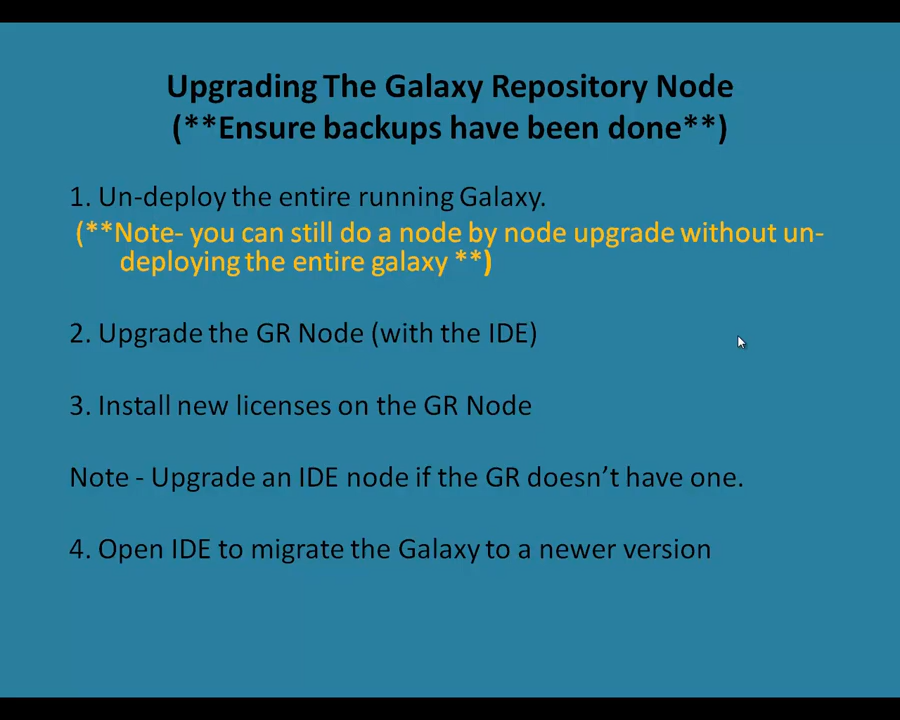 Upgrading The Galaxy Repository Node
(**Ensure backups have been done**)
1. Un-deploy the entire running Galaxy.
(**Note- you can still do a node by node upgrade without un-
deploying the entire galaxy **)
2. Upgrade the GR Node (with the IDE)
3. Install new licenses on the GR Node
Note - Upgrade an IDE node if the GR doesn’t have one.
4. Open IDE to migrate the Galaxy to a newer version